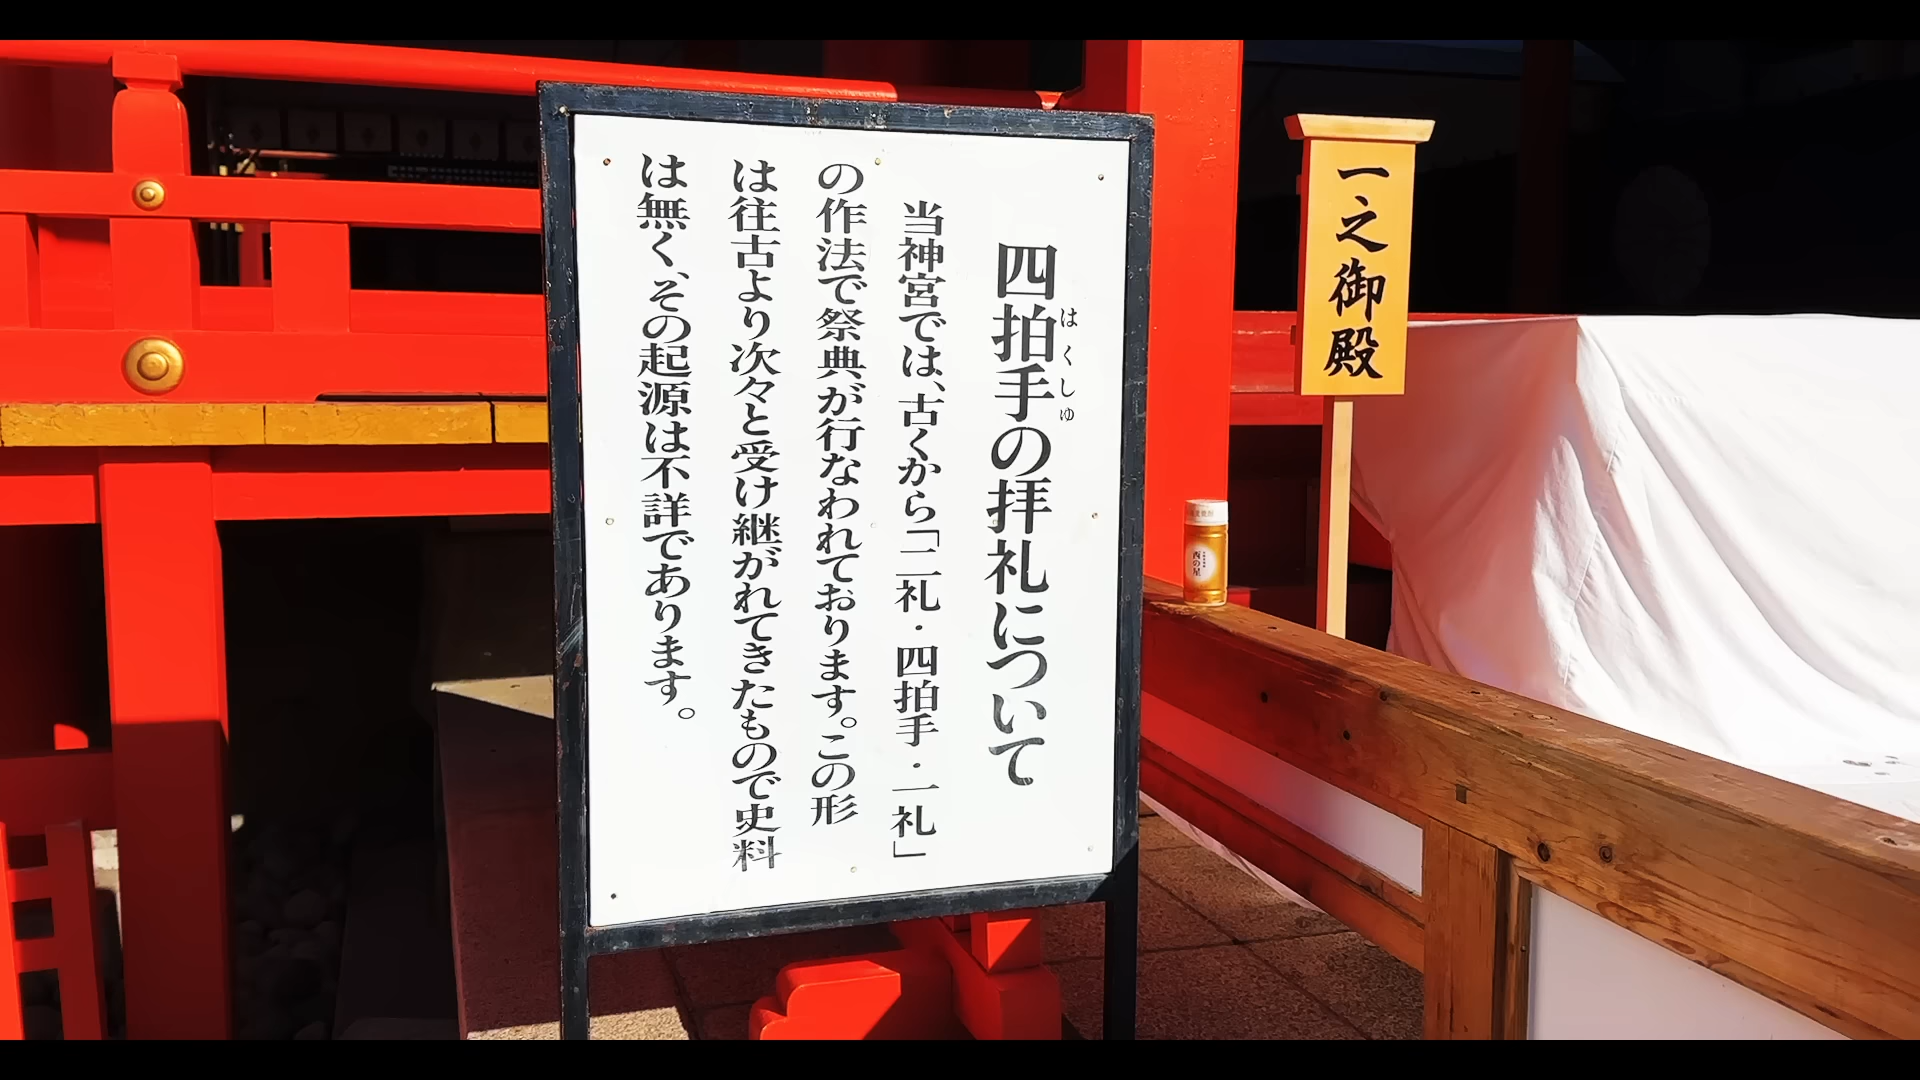 四拍手の拝礼について
はくしゅ
当神宮では、古くから「二礼・四拍手・一礼」
の作法で祭典が行なわれております。この形
は往古より次々と受け継がれてきたもので史料
は無く、その起源は不詳であります。
一之御殿
西の星